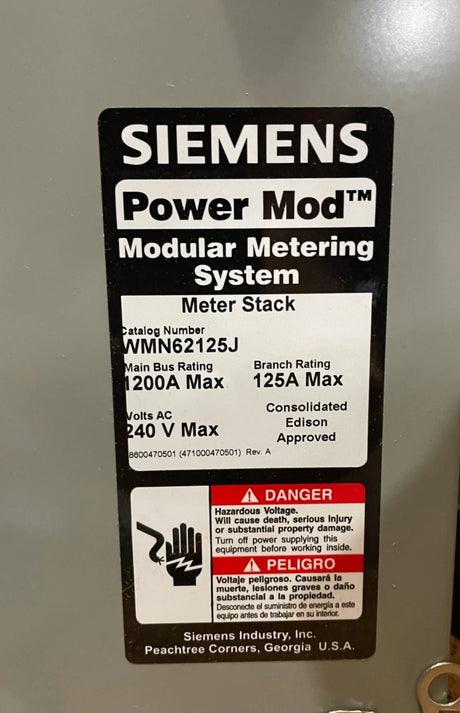 SIEMENS
Power Mod™
Modular Metering
System
Meter Stack
Catalog Number
WMN62125J
Main Bus Rating Branch Rating
1200A Max 125A Max
Volts AC
240 V Max
Consolidated
Edison
Approved
8600470501 (471000470501) Rev. A
⚠ DANGER
Hazardous Voltage.
Will cause death, serious Injury
or substantial property damage.
Turn off power supplying this
equipment before working inside.
⚠ PELIGRO
Voltaje peligroso. Causará la
muerte, lesiones graves o daño
substancial a la propiedad.
Desconecte el suministro de energía a este
equipo antes de trabajar en su interior.
Siemens Industry, Inc.
Peachtree Corners, Georgia U.S.A.